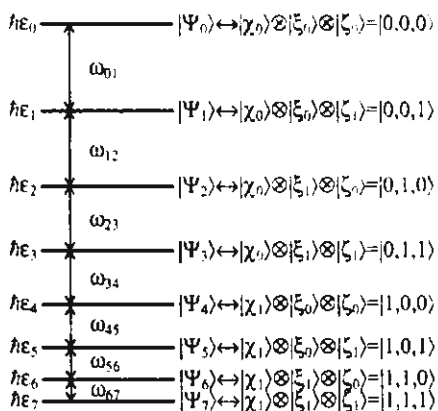 ħε₀ |Ψ₀⟩↔|χ₀⟩⊗|ξ₀⟩⊗|ζ₀⟩=|0,0,0⟩
ω₀₁
ħε₁ |Ψ₁⟩↔|χ₀⟩⊗|ξ₀⟩⊗|ζ₁⟩=|0,0,1⟩
ω₁₂
ħε₂ |Ψ₂⟩↔|χ₀⟩⊗|ξ₁⟩⊗|ζ₀⟩=|0,1,0⟩
ω₂₃
ħε₃ |Ψ₃⟩↔|χ₀⟩⊗|ξ₁⟩⊗|ζ₁⟩=|0,1,1⟩
ω₃₄
ħε₄ |Ψ₄⟩↔|χ₁⟩⊗|ξ₀⟩⊗|ζ₀⟩=|1,0,0⟩
ω₄₅
ħε₅ |Ψ₅⟩↔|χ₁⟩⊗|ξ₀⟩⊗|ζ₁⟩=|1,0,1⟩
ω₅₆
ħε₆ |Ψ₆⟩↔|χ₁⟩⊗|ξ₁⟩⊗|ζ₀⟩=|1,1,0⟩
ω₆₇
ħε₇ |Ψ₇⟩↔|χ₁⟩⊗|ξ₁⟩⊗|ζ₁⟩=|1,1,1⟩